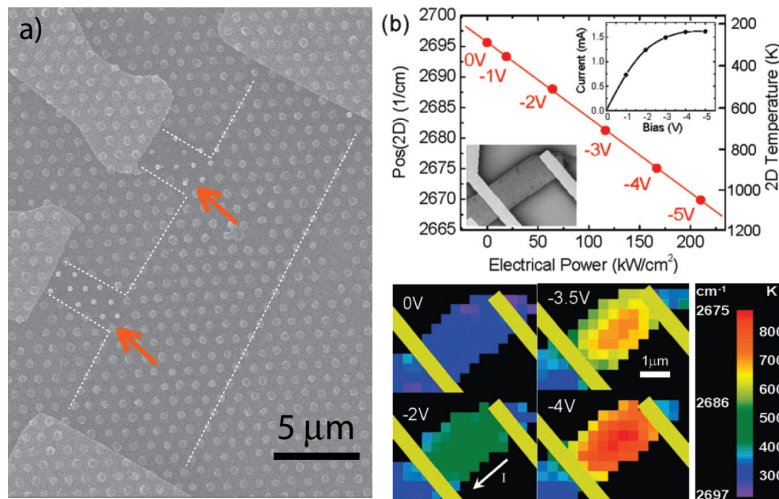 a)
5 μm
(b)
2700
2695
2690
2685
2680
2675
2670
2665
Pos(2D) (1/cm)
0V
-1V
-2V
-3V
-4V
-5V
200
400
600
800
1000
1200
2D Temperature (K)
1.5
1.0
0.5
0.0
Current (mA)
0 -1 -2 -3 -4 -5
Bias (V)
0 50 100 150 200
Electrical Power (kW/cm²)
0V
-3.5V
1μm
-2V
I
-4V
cm⁻¹ K
2675
2686
2697
800
700
600
500
400
300